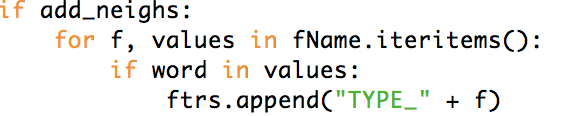 if add_neighs:
    for f, values in fName.iteritems():
        if word in values:
            ftrs.append("TYPE_" + f)